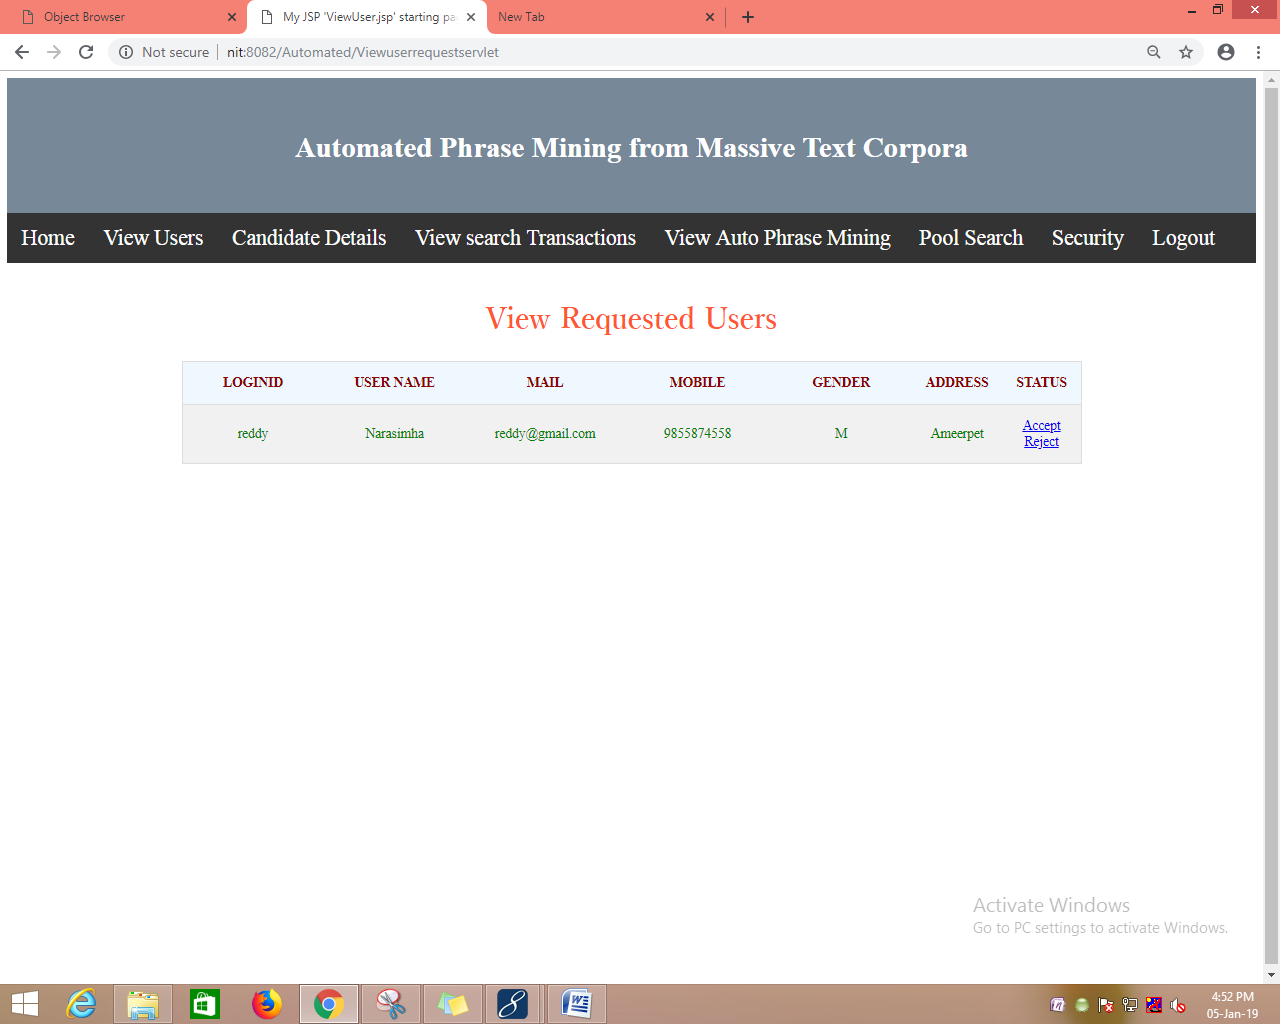 Object Browser
My JSP 'ViewUser.jsp' starting pa
New Tab
Not secure
nit:8082/Automated/Viewuserrequestservlet
Automated Phrase Mining from Massive Text Corpora
Home View Users Candidate Details View search Transactions View Auto Phrase Mining Pool Search Security Logout
View Requested Users
LOGINID USER NAME MAIL MOBILE GENDER ADDRESS STATUS
reddy Narasimha reddy@gmail.com 9855874558 M Ameerpet Accept
Reject
Activate Windows
Go to PC settings to activate Windows.
4:52 PM
05-Jan-19